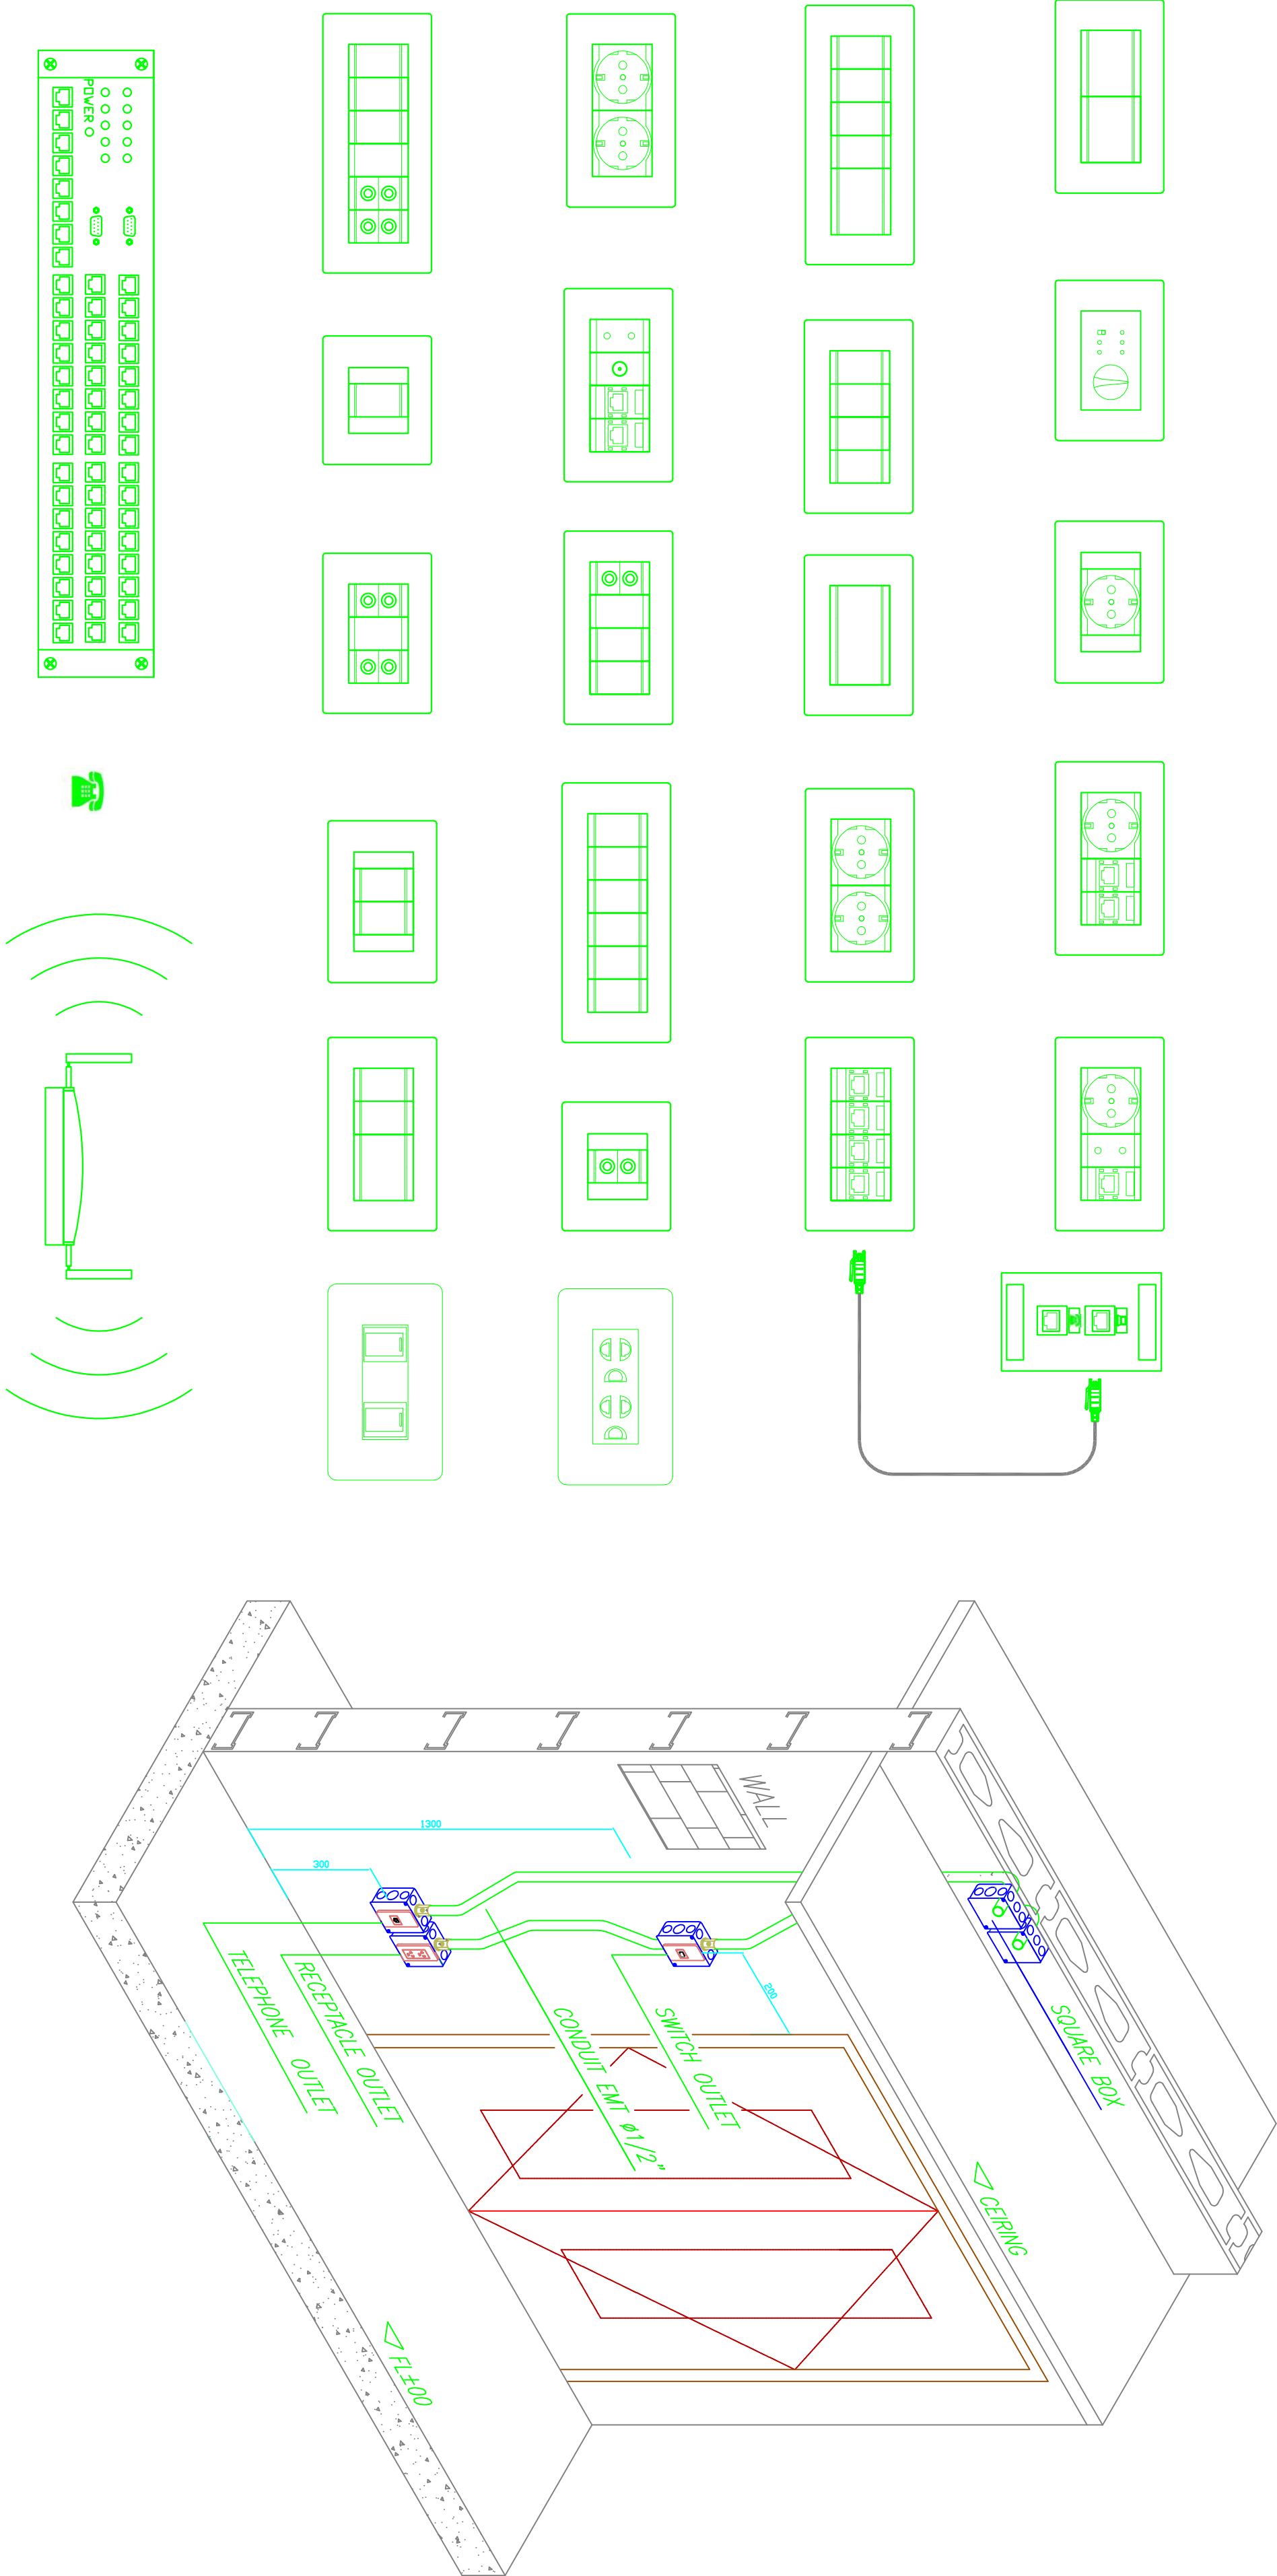 POWER
WALL
1300
300
200
TELEPHONE OUTLET
RECEPTACLE OUTLET
CONDUIT EMT ø1/2"
SWITCH OUTLET
SQUARE BOX
CEIRING
FL±00